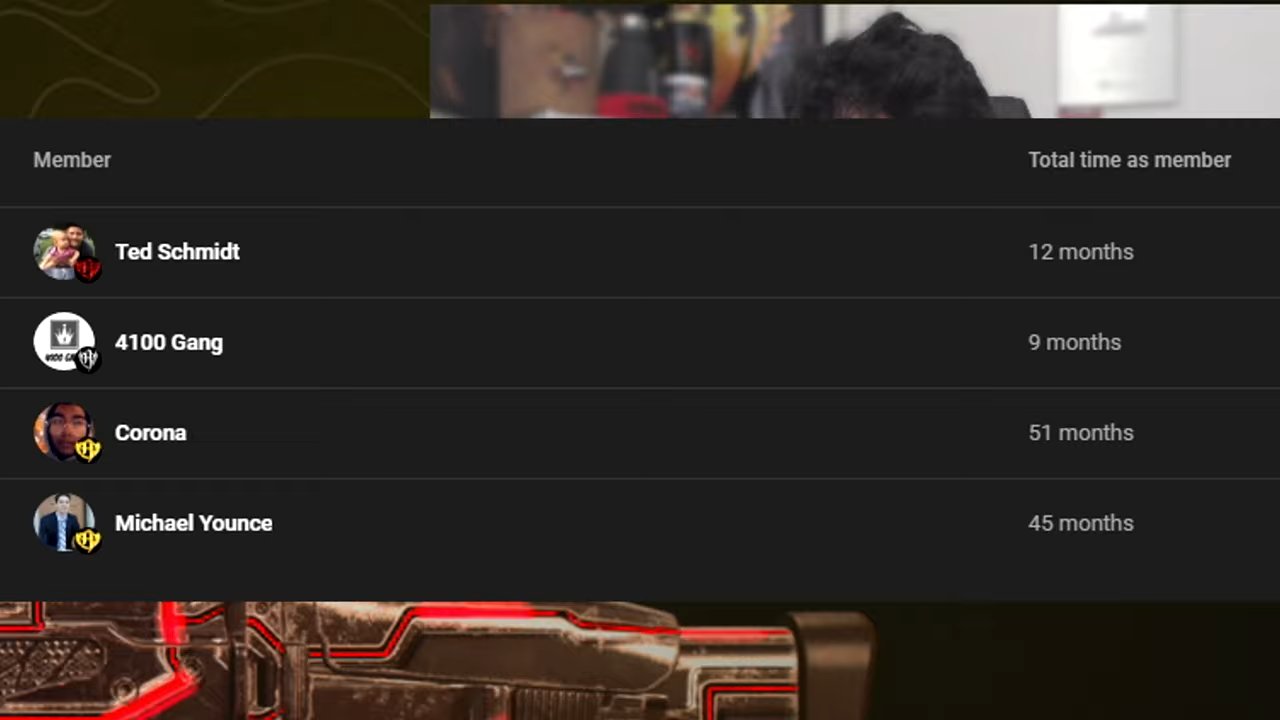 Member Total time as member
Ted Schmidt 12 months
4100 Gang 9 months
Corona 51 months
Michael Younce 45 months